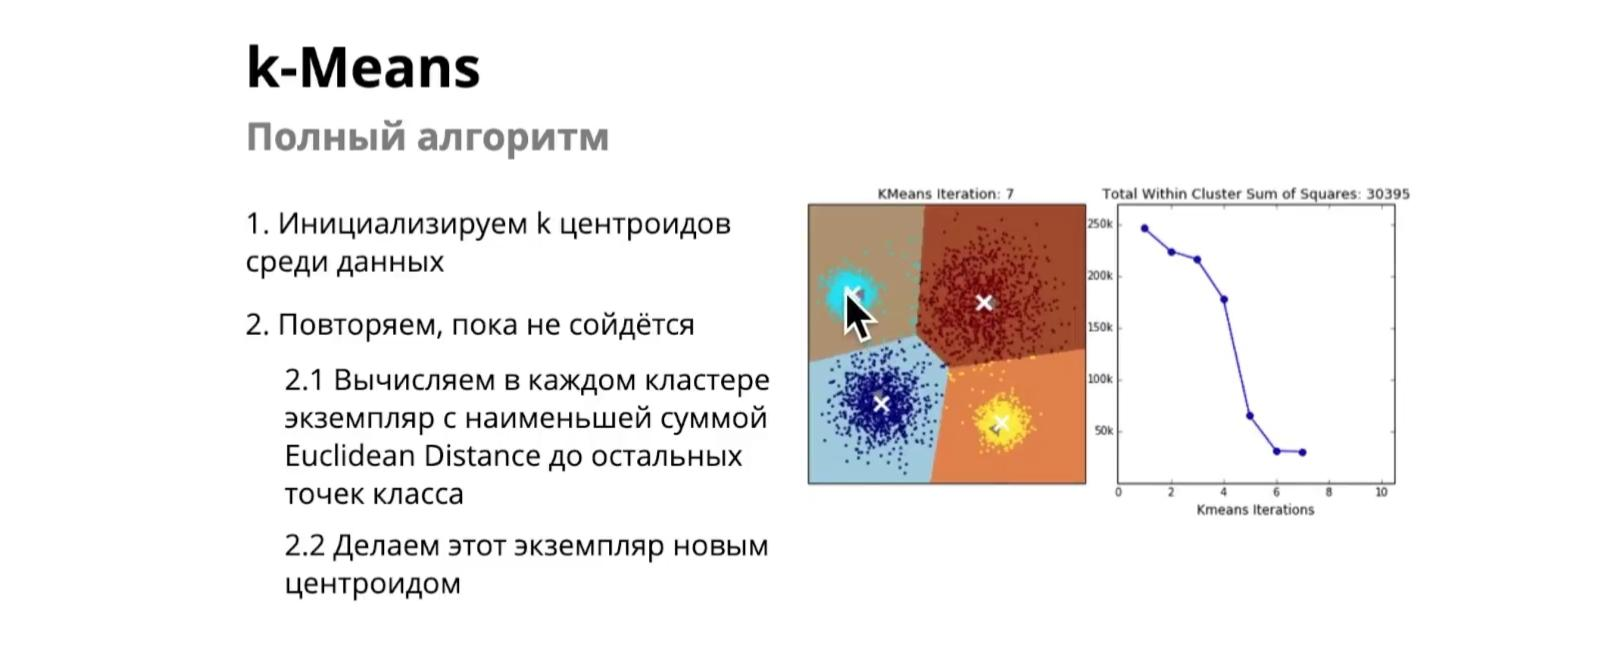 k-Means
Полный алгоритм
1. Инициализируем k центроидов
среди данных
2. Повторяем, пока не сойдётся
2.1 Вычисляем в каждом кластере
экземпляр с наименьшей суммой
Euclidean Distance до остальных
точек класса
2.2 Делаем этот экземпляр новым
центроидом
KMeans Iteration: 7
Total Within Cluster Sum of Squares: 30395
250k
200k
150k
100k
50k
0 2 4 6 8 10
Kmeans Iterations